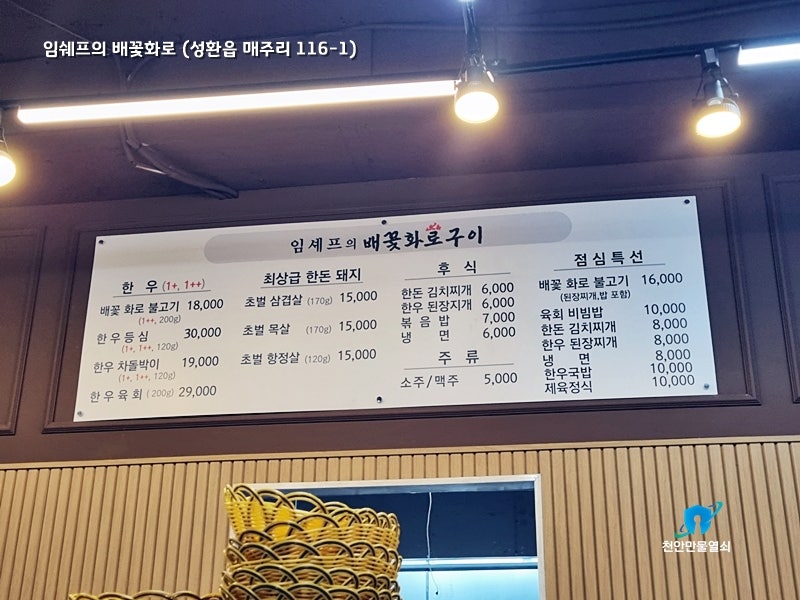 임쉐프의 배꽃화로 (성환읍 매주리 116-1)
임셰프의 배꽃화로구이
한 우 (1+, 1++)
배꽃 화로 불고기 18,000
(1++, 200g)
한우등심 30,000
(1+, 1++, 120g)
한우 차돌박이 19,000
(1+, 1++, 120g)
한우육회 (200g) 29,000
최상급 한돈 돼지
초벌 삼겹살 (170g) 15,000
초벌 목살 (170g) 15,000
초벌 항정살 (120g) 15,000
후 식
한돈 김치찌개 6,000
한우 된장지개 6,000
볶 음 밥 7,000
냉 면 6,000
주 류
소주/맥주 5,000
점심특선
배꽃 화로 불고기 16,000
(된장찌개,밥 포함)
육회 비빔밥 10,000
한돈 김치찌개 8,000
한우 된장찌개 8,000
냉 면 8,000
한우국밥 10,000
제육정식 10,000
천안만물열쇠